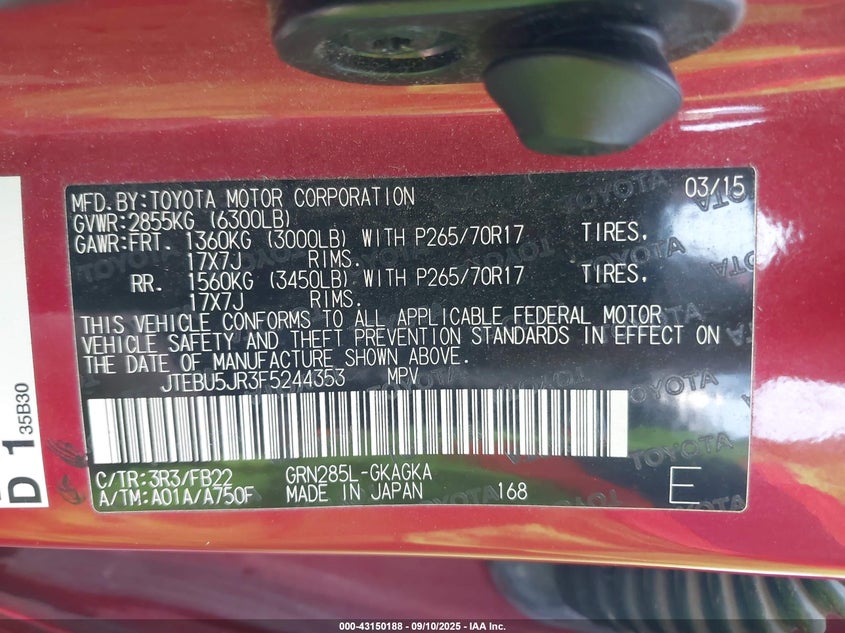 MFD.BY:TOYOTA MOTOR CORPORATION 03/15
GVWR:2855KG (6300LB)
GAWR:FRT. 1360KG (3000LB) WITH P265/70R17 TIRES.
17X7J RIMS.
RR. 1560KG (3450LB) WITH P265/70R17 TIRES.
17X7J RIMS.
THIS VEHICLE CONFORMS TO ALL APPLICABLE FEDERAL MOTOR
VEHICLE SAFETY AND THEFT PREVENTION STANDARDS IN EFFECT ON
THE DATE OF MANUFACTURE SHOWN ABOVE.
JTEBU5JR3F5244353 MPV
C/TR:3R3/FB22 GRN285L-GKAGKA
A/TM:A01A/A750F MADE IN JAPAN 168 E
D 1 35B30
TOYOTA
000-43150188 - 09/10/2025 - IAA Inc.